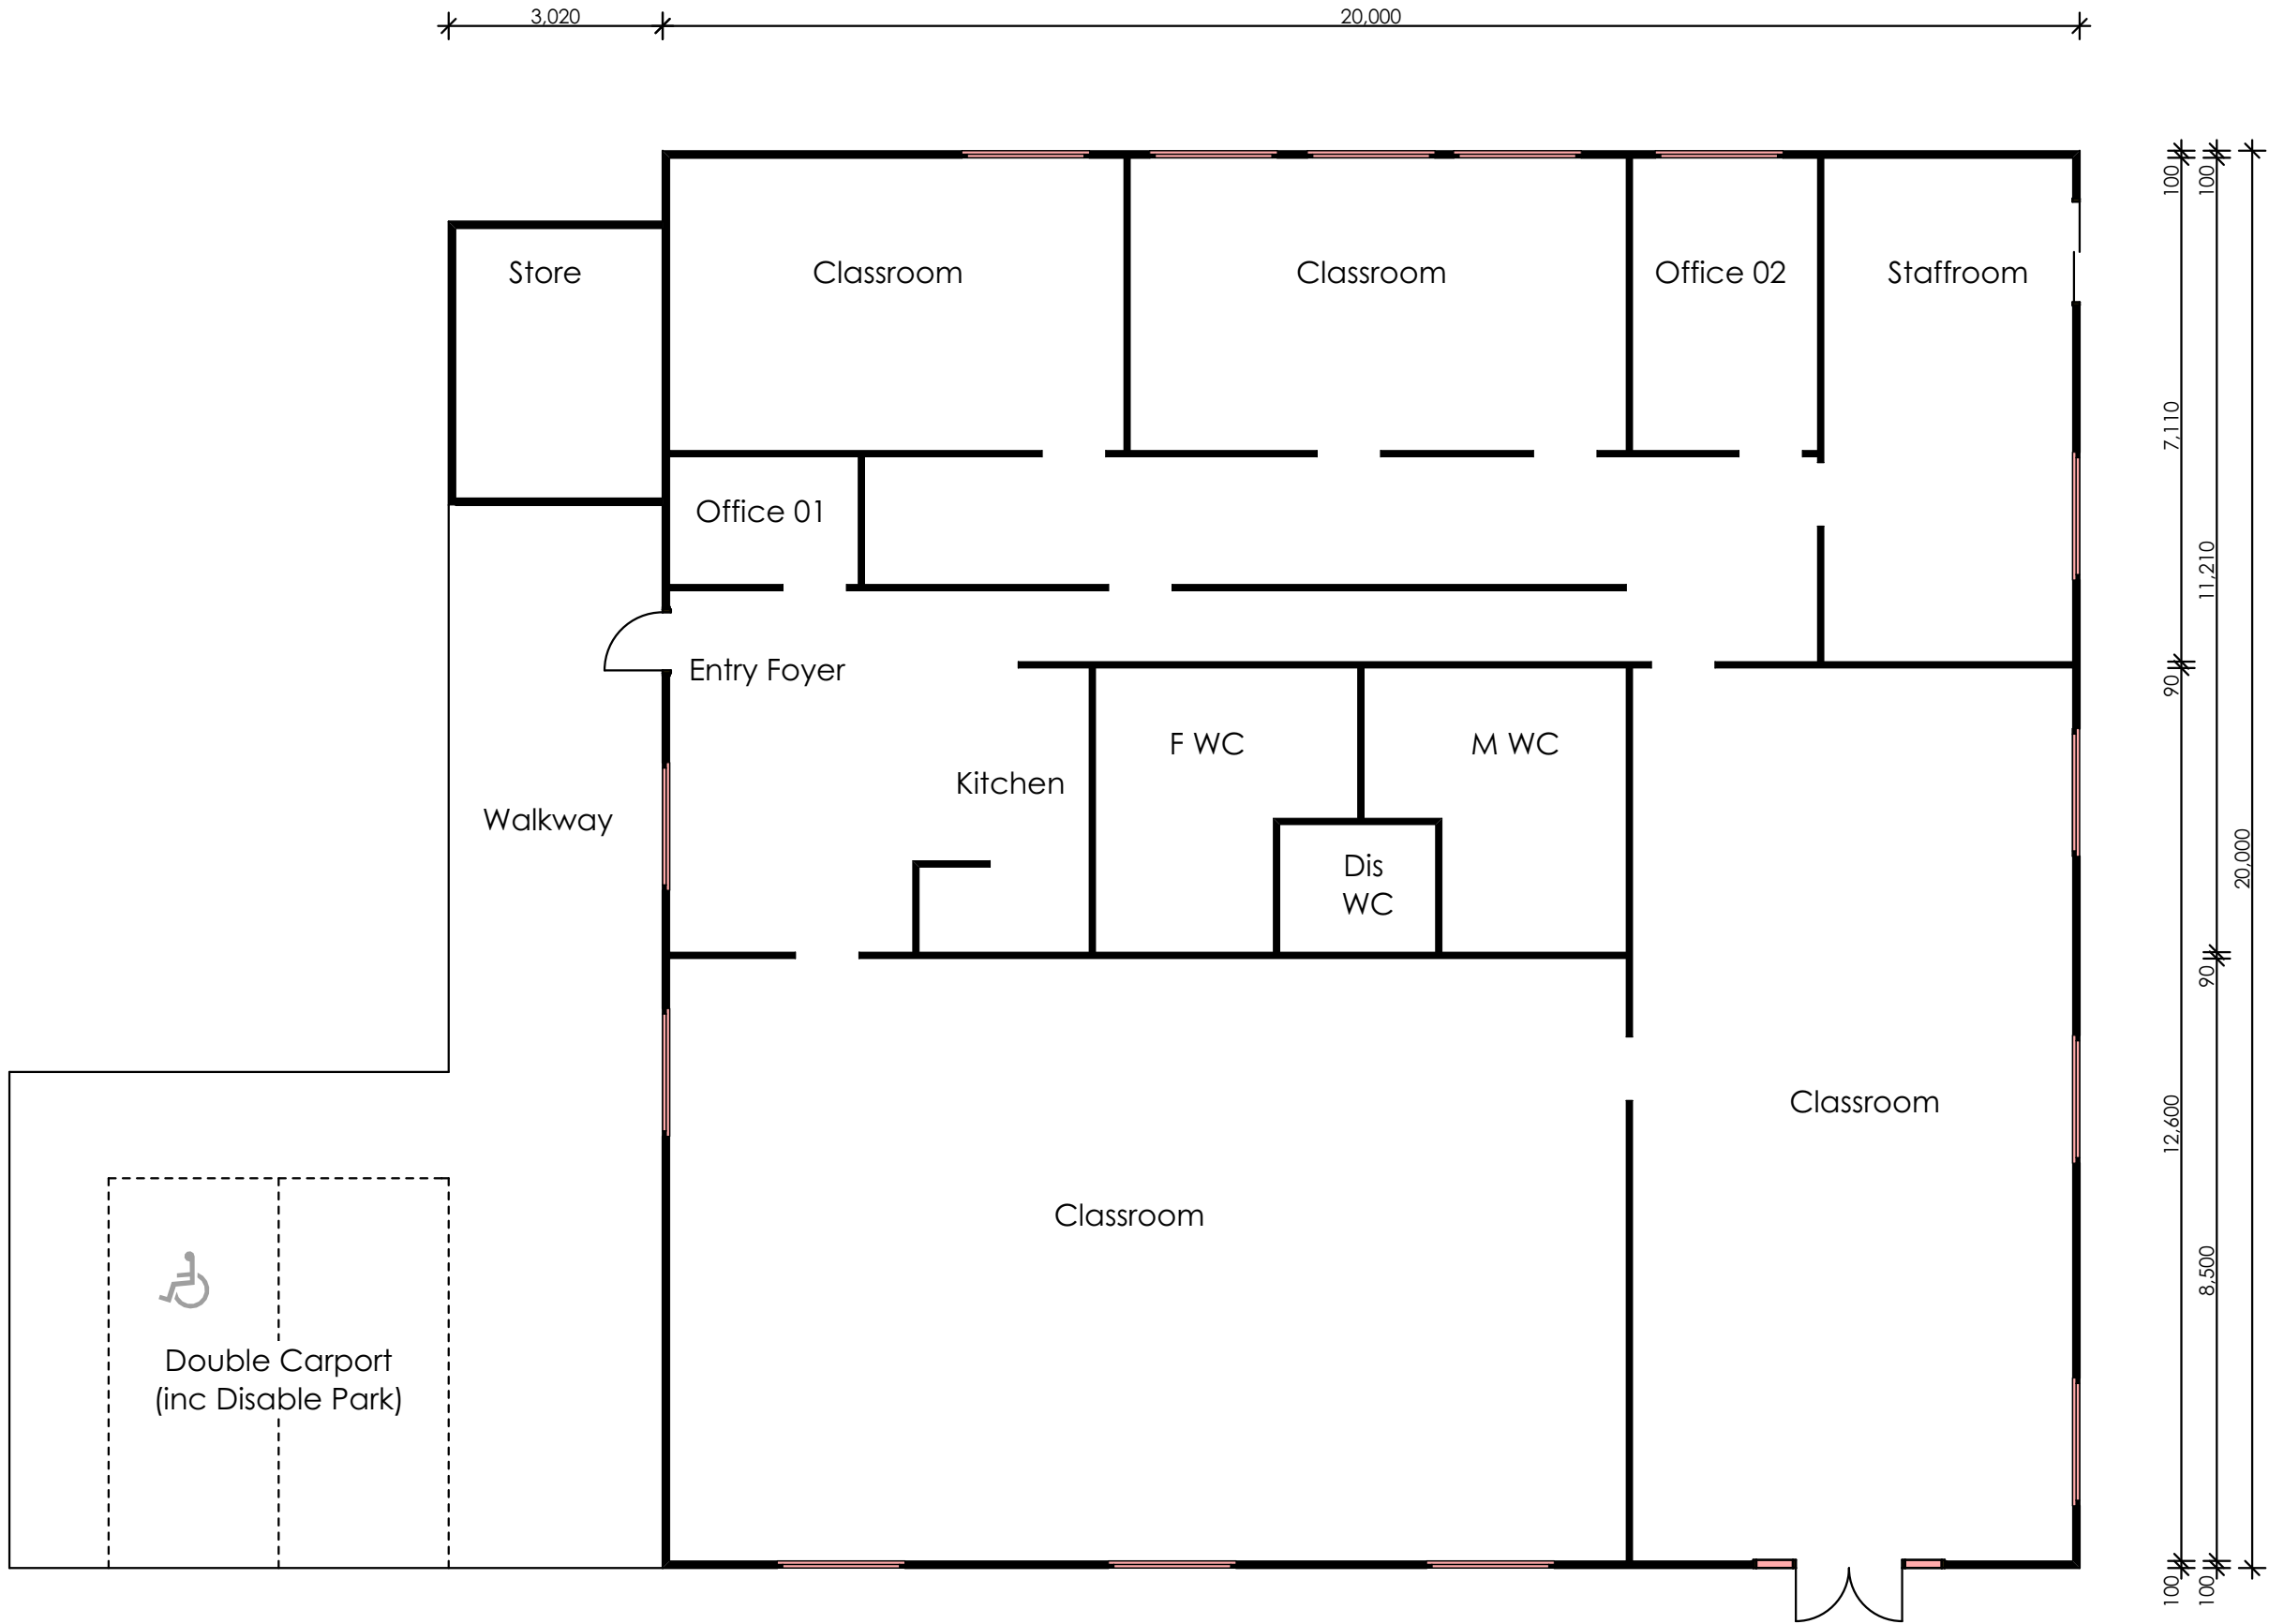 3,020
20,000
Store
Classroom
Classroom
Office 02
Staffroom
100
100
7,110
Office 01
11,210
Entry Foyer
90
F WC
M WC
Kitchen
Walkway
20,000
Dis
WC
90
Classroom
12,600
Classroom
8,500
Double Carport
(inc Disable Park)
100
100